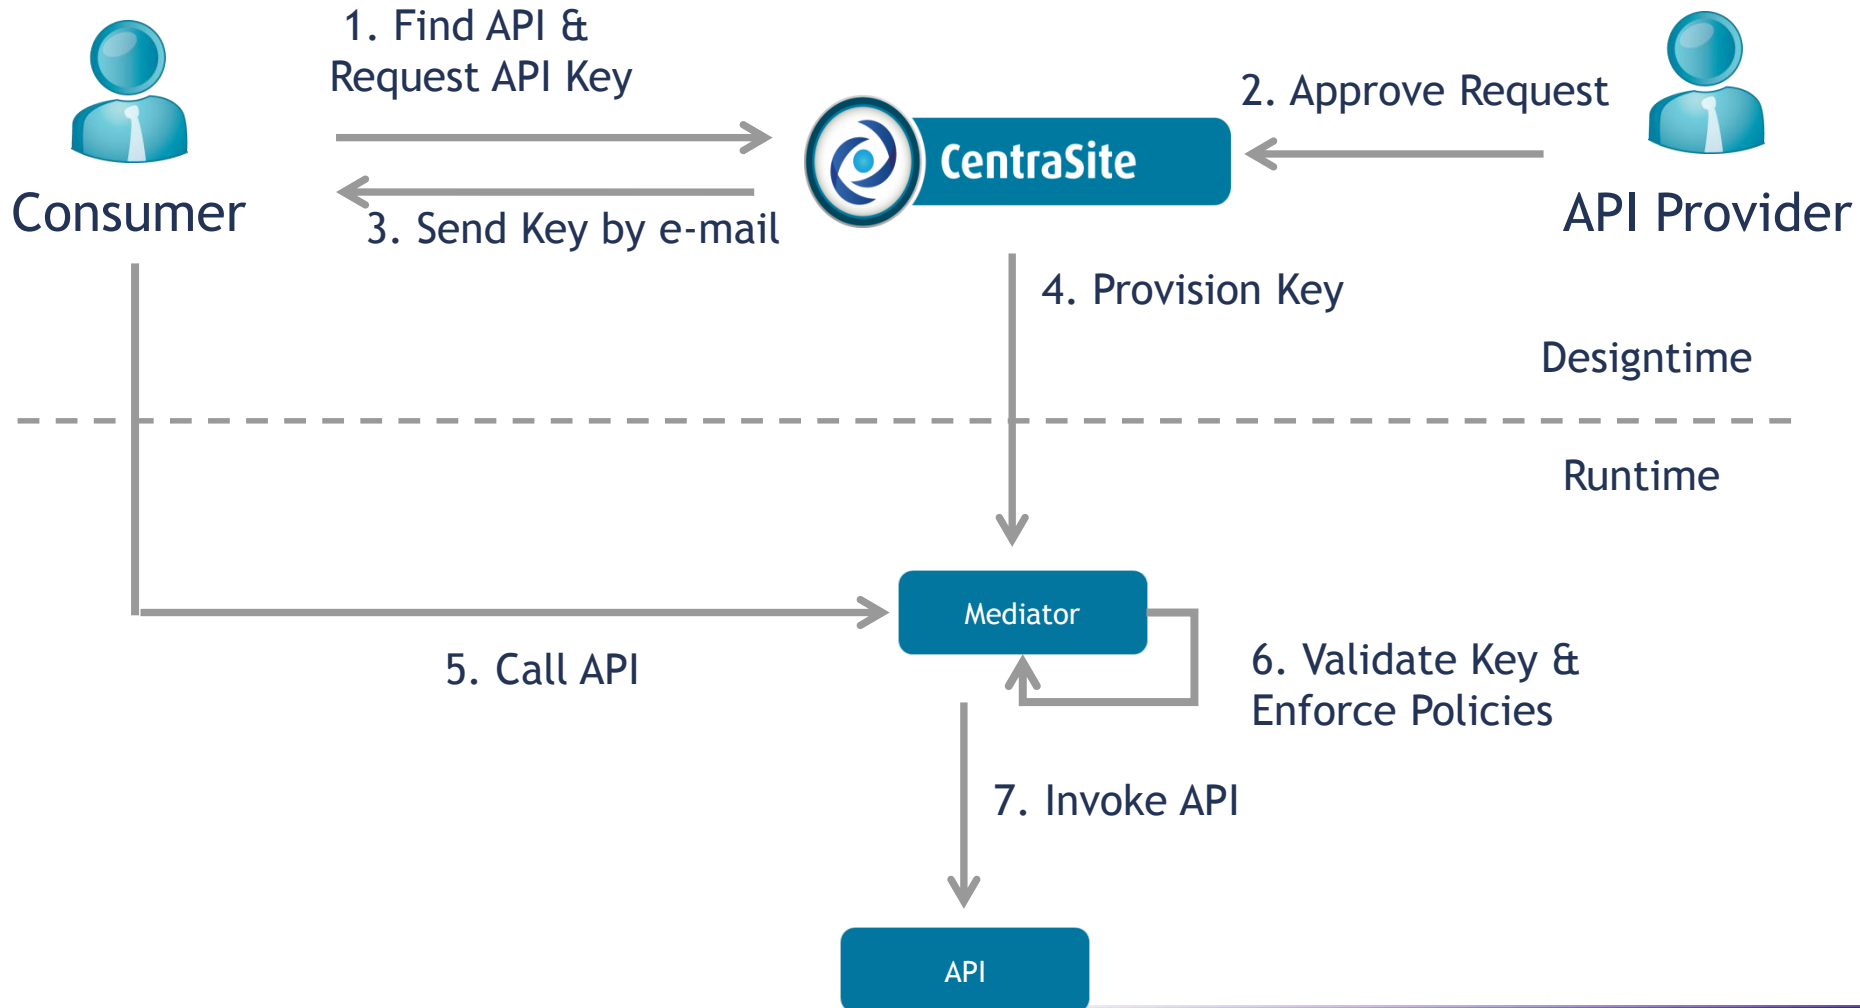 1. Find API &
Request API Key
2. Approve Request
CentraSite
Consumer
3. Send Key by e-mail
API Provider
4. Provision Key
Designtime
Runtime
Mediator
5. Call API
6. Validate Key &
Enforce Policies
7. Invoke API
API